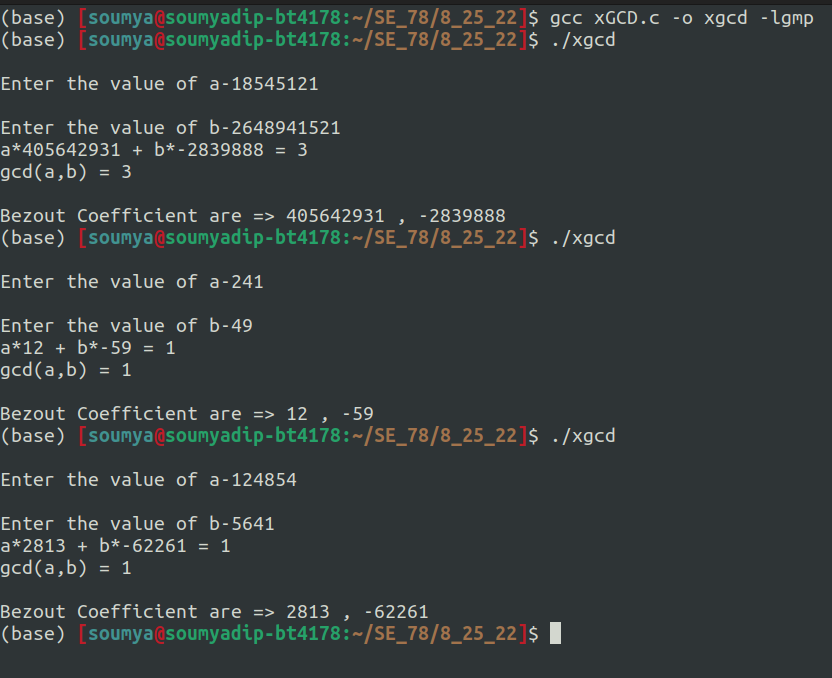 (base) [soumya@soumyadip-bt4178:~/SE_78/8_25_22]$ gcc xGCD.c -o xgcd -lgmp
(base) [soumya@soumyadip-bt4178:~/SE_78/8_25_22]$ ./xgcd
Enter the value of a-18545121
Enter the value of b-2648941521
a*405642931 + b*-2839888 = 3
gcd(a,b) = 3
Bezout Coefficient are => 405642931 , -2839888
(base) [soumya@soumyadip-bt4178:~/SE_78/8_25_22]$ ./xgcd
Enter the value of a-241
Enter the value of b-49
a*12 + b*-59 = 1
gcd(a,b) = 1
Bezout Coefficient are => 12 , -59
(base) [soumya@soumyadip-bt4178:~/SE_78/8_25_22]$ ./xgcd
Enter the value of a-124854
Enter the value of b-5641
a*2813 + b*-62261 = 1
gcd(a,b) = 1
Bezout Coefficient are => 2813 , -62261
(base) [soumya@soumyadip-bt4178:~/SE_78/8_25_22]$